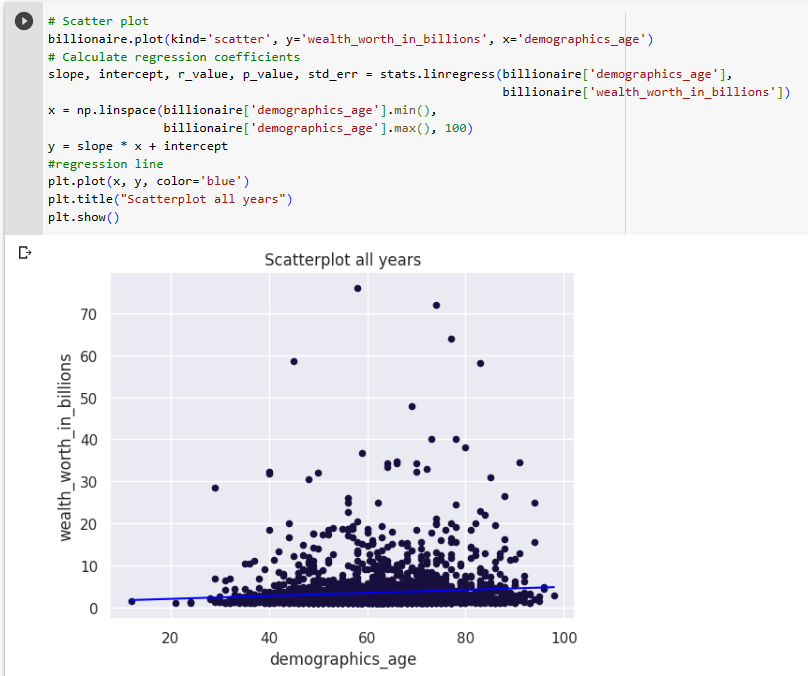 # Scatter plot
billionaire.plot(kind='scatter', y='wealth_worth_in_billions', x='demographics_age')
# Calculate regression coefficients
slope, intercept, r_value, p_value, std_err = stats.linregress(billionaire['demographics_age'],
billionaire['wealth_worth_in_billions'])
x = np.linspace(billionaire['demographics_age'].min(),
billionaire['demographics_age'].max(), 100)
y = slope * x + intercept
#regression line
plt.plot(x, y, color='blue')
plt.title("Scatterplot all years")
plt.show()
Scatterplot all years
wealth_worth_in_billions
70
60
50
40
30
20
10
0
20 40 60 80 100
demographics_age